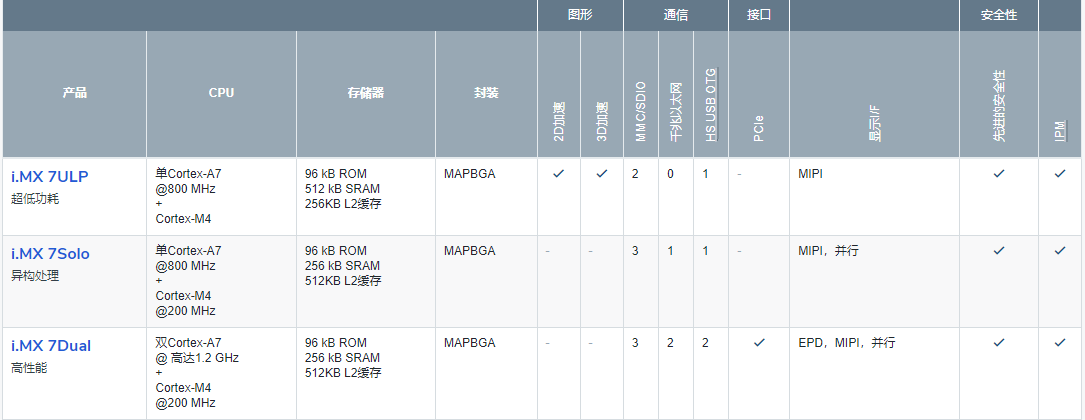 图形 通信 接口 安全性
产品 CPU 存储器 封装 2D加速 3D加速 MMC/SDIO 千兆以太网 HS USB OTG PCIe 显示I/F 先进的安全性 IPM
i.MX 7ULP
超低功耗
单Cortex-A7
@800 MHz
+
Cortex-M4
96 kB ROM
512 kB SRAM
256KB L2缓存
MAPBGA
✓ ✓ 2 0 1 - MIPI ✓ ✓
i.MX 7Solo
异构处理
单Cortex-A7
@800 MHz
+
Cortex-M4
@200 MHz
96 kB ROM
256 kB SRAM
512KB L2缓存
MAPBGA
- - 3 1 1 - MIPI，并行 ✓ ✓
i.MX 7Dual
高性能
双Cortex-A7
@ 高达1.2 GHz
+
Cortex-M4
@200 MHz
96 kB ROM
256 kB SRAM
512KB L2缓存
MAPBGA
- - 3 2 2 ✓ EPD，MIPI，并行 ✓ ✓